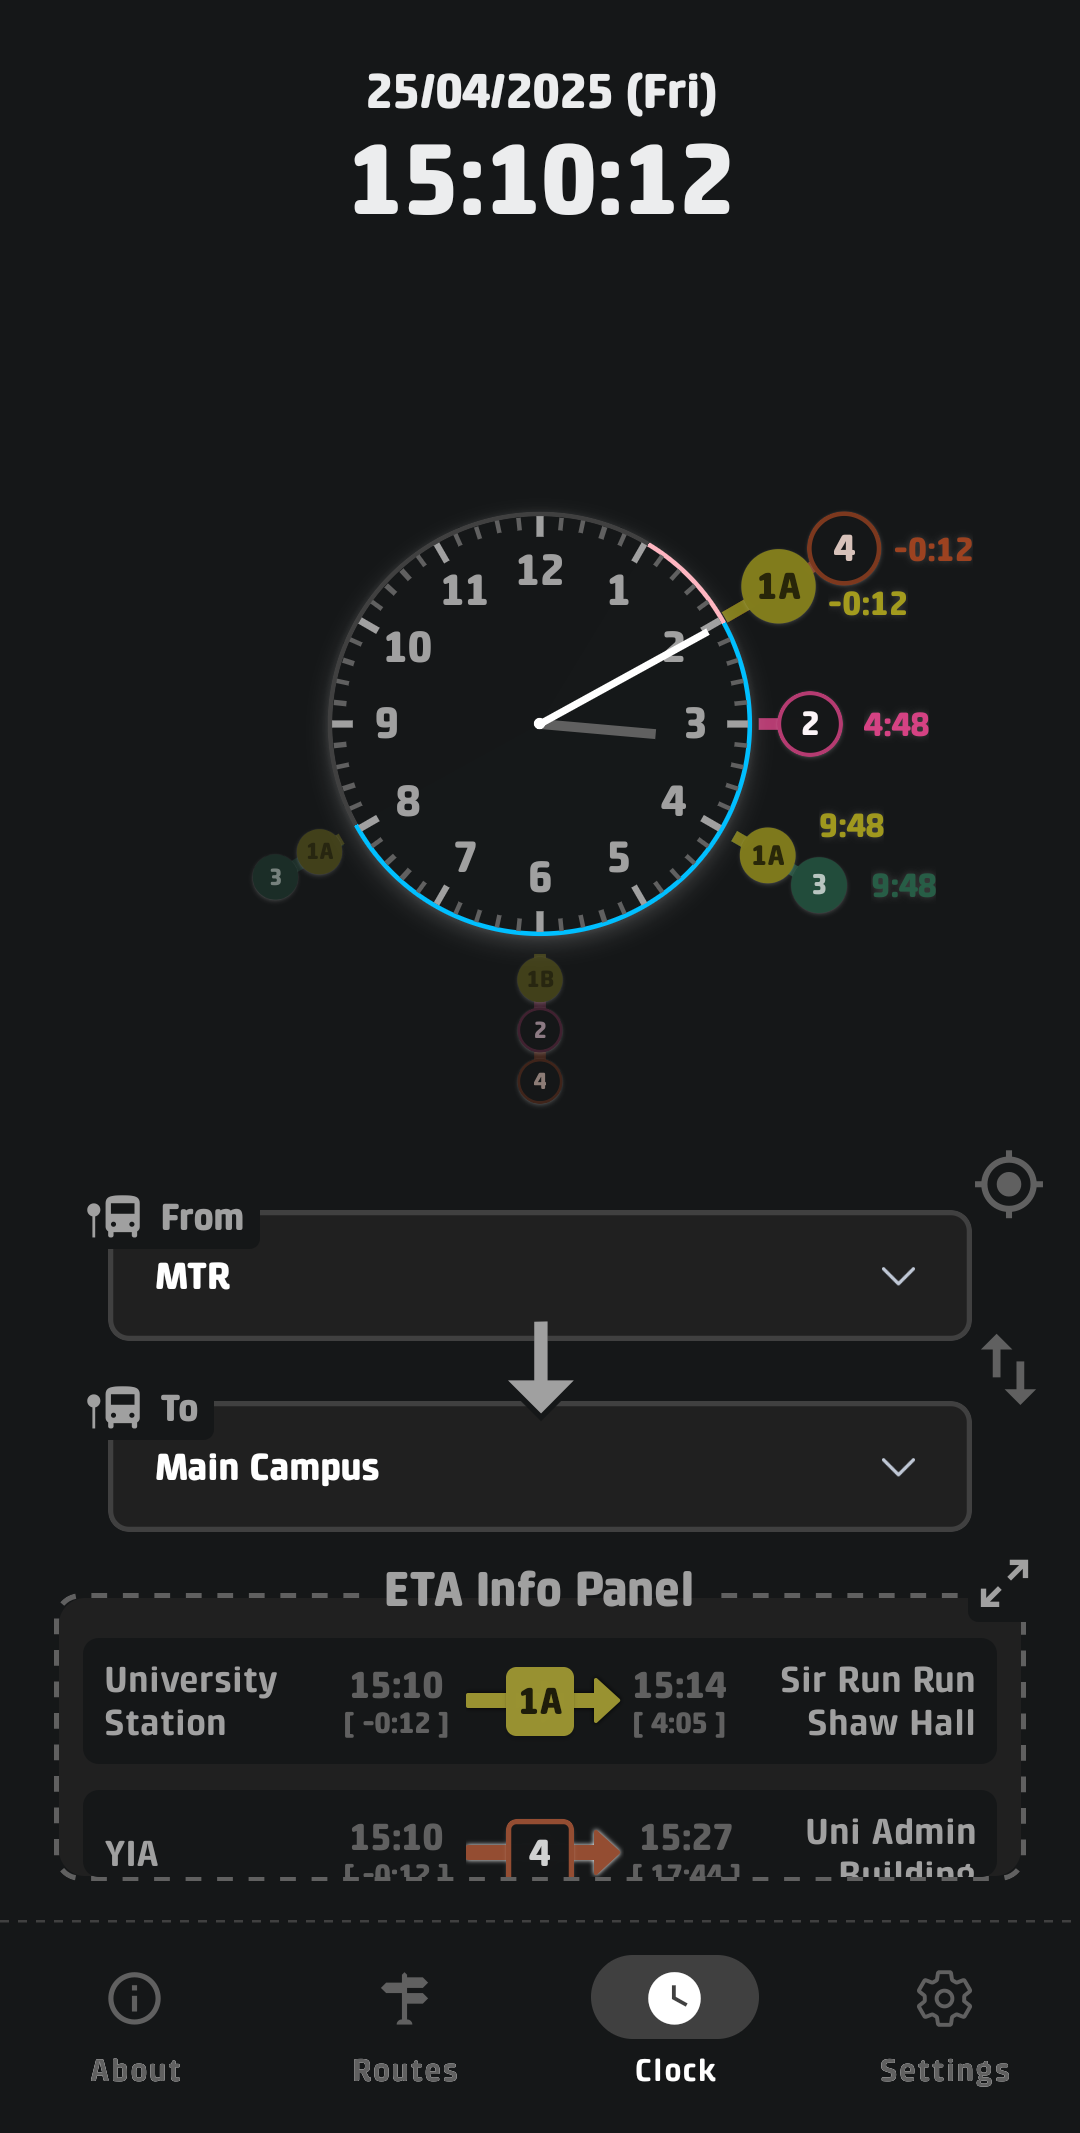 25/04/2025 (Fri)
15:10:12
12
11
1
10
2
9
3
8
4
7
5
6
4
-0:12
1A
-0:12
2
4:48
9:48
1A
3
9:48
1A
3
1B
2
4
From
MTR
To
Main Campus
ETA Info Panel
University
Station
15:10
[ -0:12 ]
1A
15:14
[ 4:05 ]
Sir Run Run
Shaw Hall
YIA
15:10
[ -0:12 ]
4
15:27
[ 17:44 ]
Uni Admin
Building
About
Routes
Clock
Settings